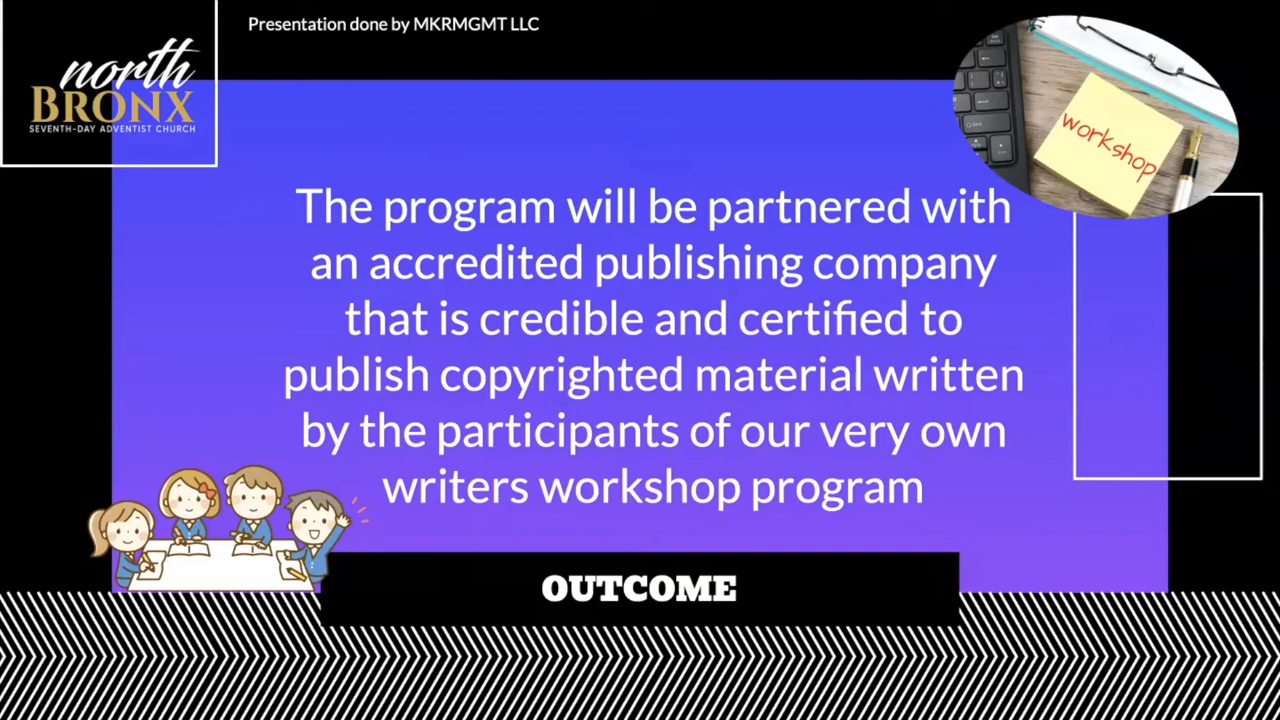 Presentation done by MKRMGMT LLC
north
BRONX
SEVENTH-DAY ADVENTIST CHURCH
workshop
The program will be partnered with
an accredited publishing company
that is credible and certified to
publish copyrighted material written
by the participants of our very own
writers workshop program
OUTCOME